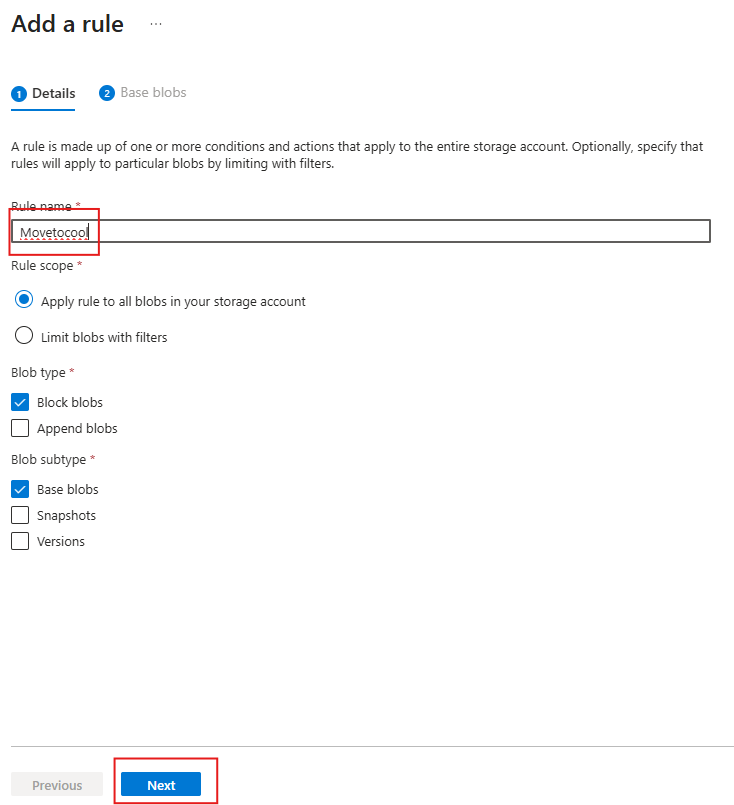 Add a rule ...
1 Details 2 Base blobs
A rule is made up of one or more conditions and actions that apply to the entire storage account. Optionally, specify that
rules will apply to particular blobs by limiting with filters.
Rule name *
Movetocool
Rule scope *
Apply rule to all blobs in your storage account
Limit blobs with filters
Blob type *
Block blobs
Append blobs
Blob subtype *
Base blobs
Snapshots
Versions
Previous Next